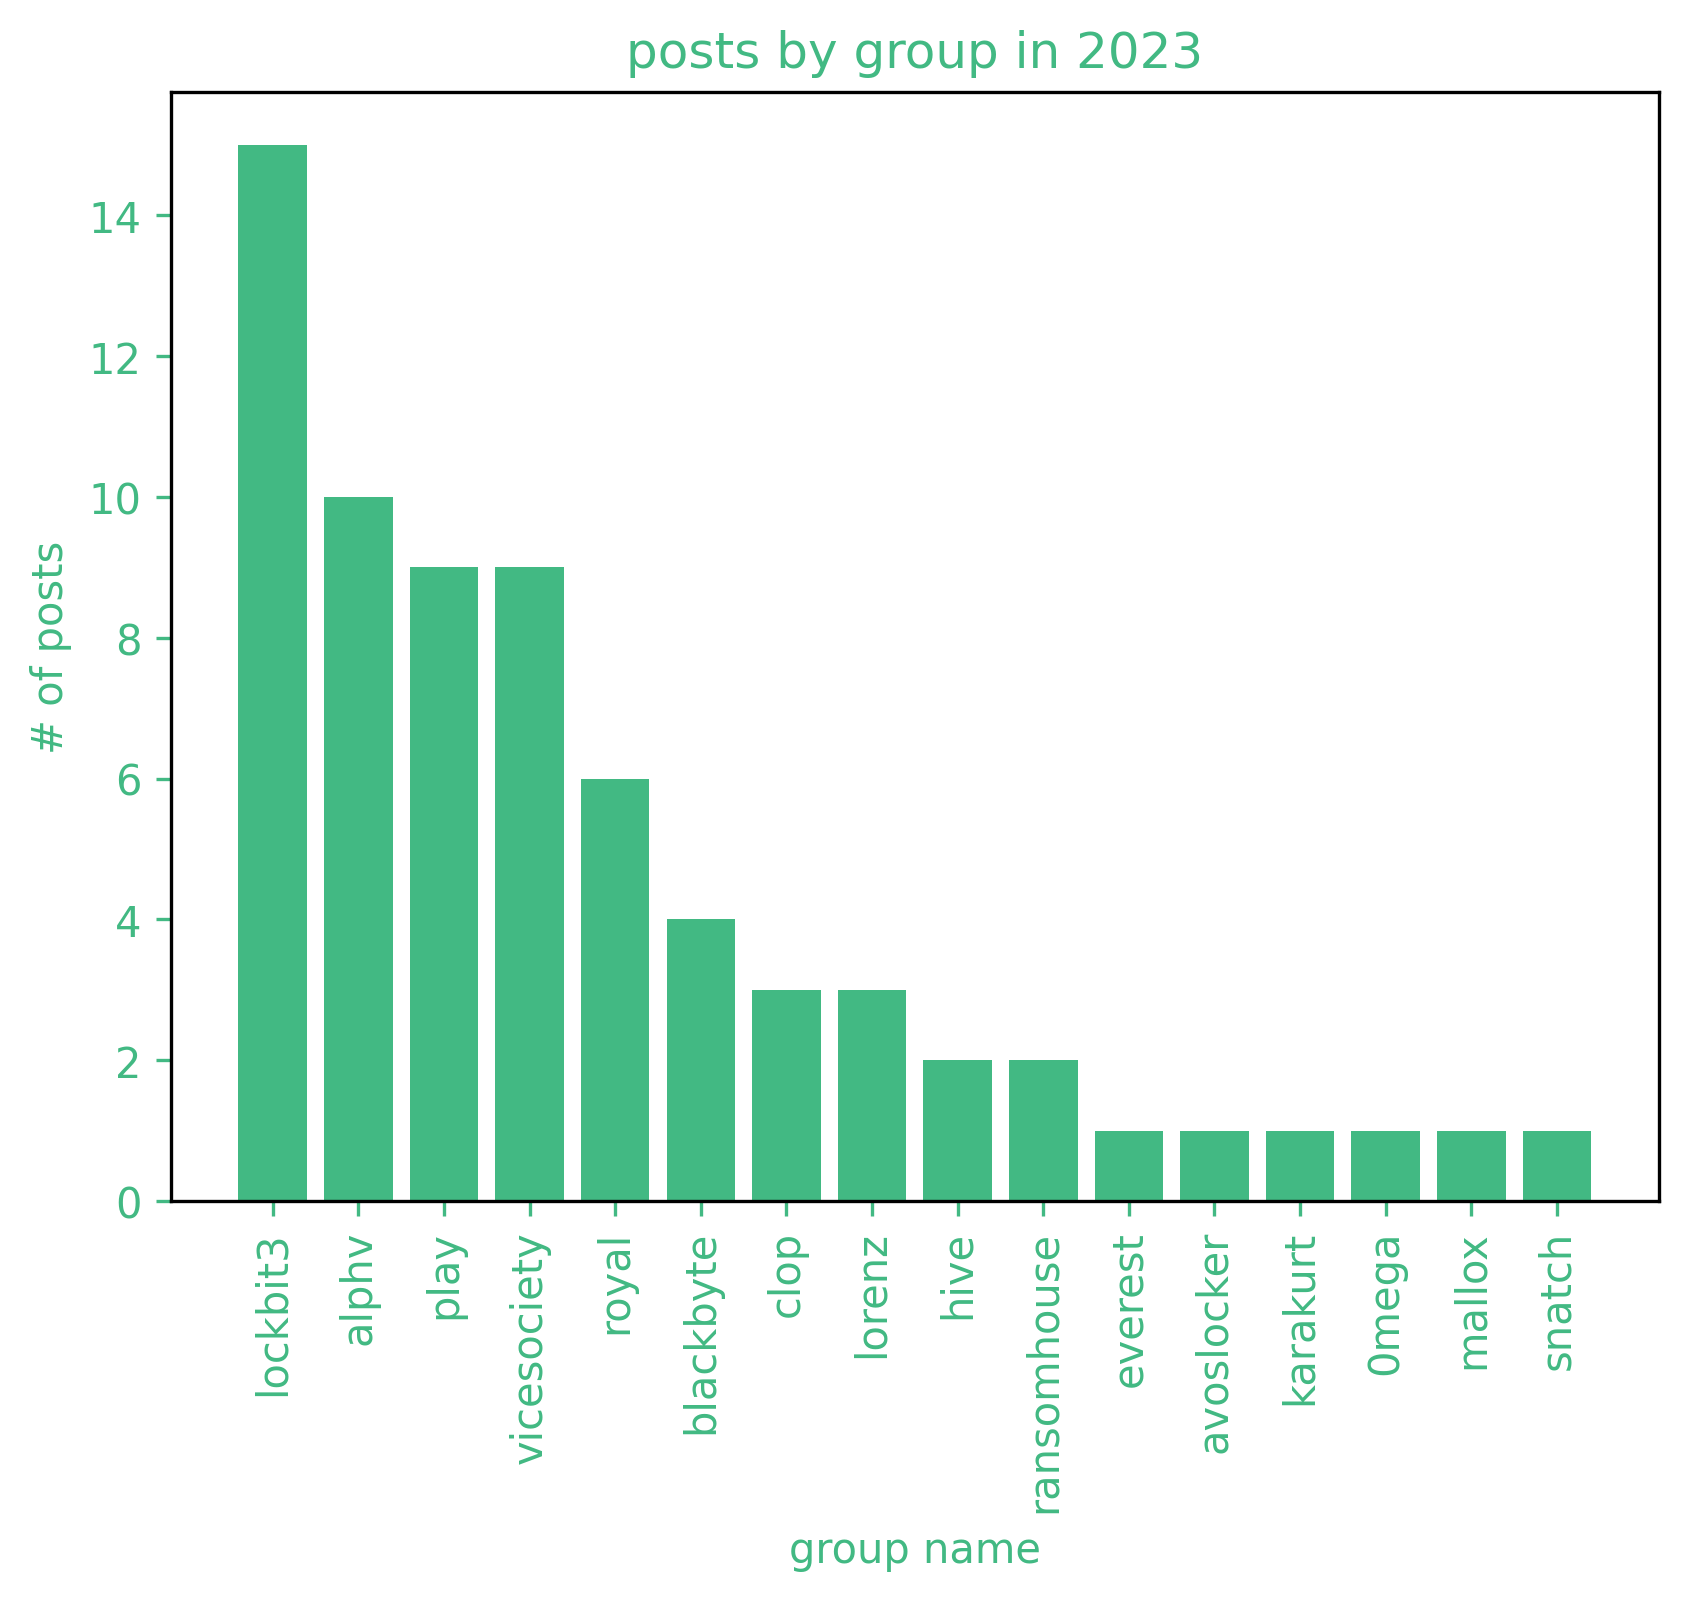 posts by group in 2023
# of posts
14
12
10
8
6
4
2
0
lockbit3
alphv
play
vicesociety
royal
blackbyte
clop
lorenz
hive
ransomhouse
everest
avoslocker
karakurt
0mega
mallox
snatch
group name